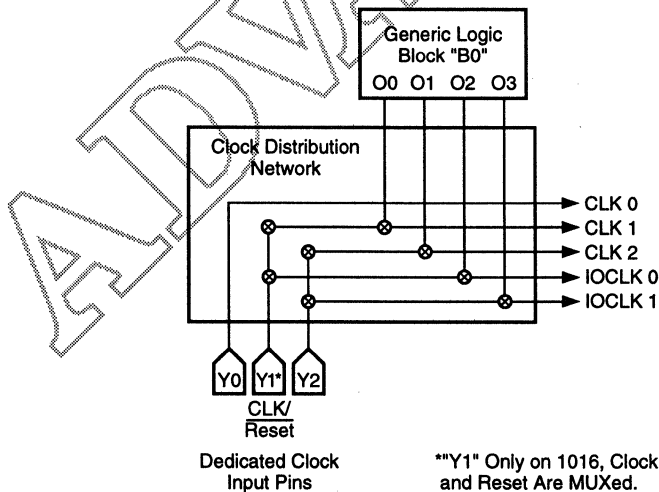 ADVA
Generic Logic
Block "B0"
O0 O1 O2 O3
Clock Distribution
Network
CLK 0
CLK 1
CLK 2
IOCLK 0
IOCLK 1
Y0 Y1* Y2
CLK/
Reset
Dedicated Clock
Input Pins
*"Y1" Only on 1016, Clock
and Reset Are MUXed.